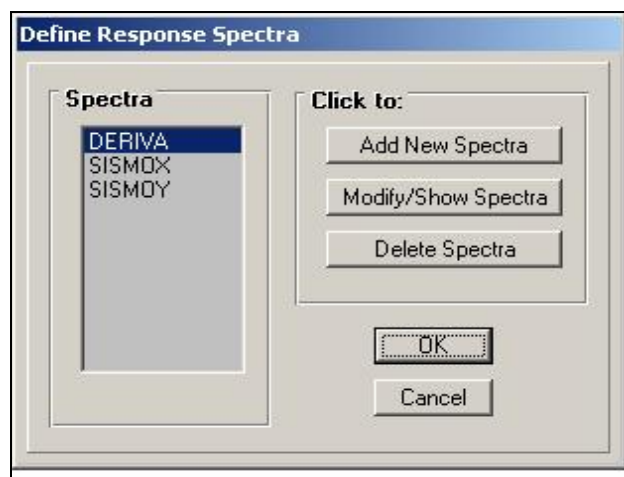 Define Response Spectra
Spectra
DERIVA
SISMOX
SISMOY
Click to:
Add New Spectra
Modify/Show Spectra
Delete Spectra
OK
Cancel